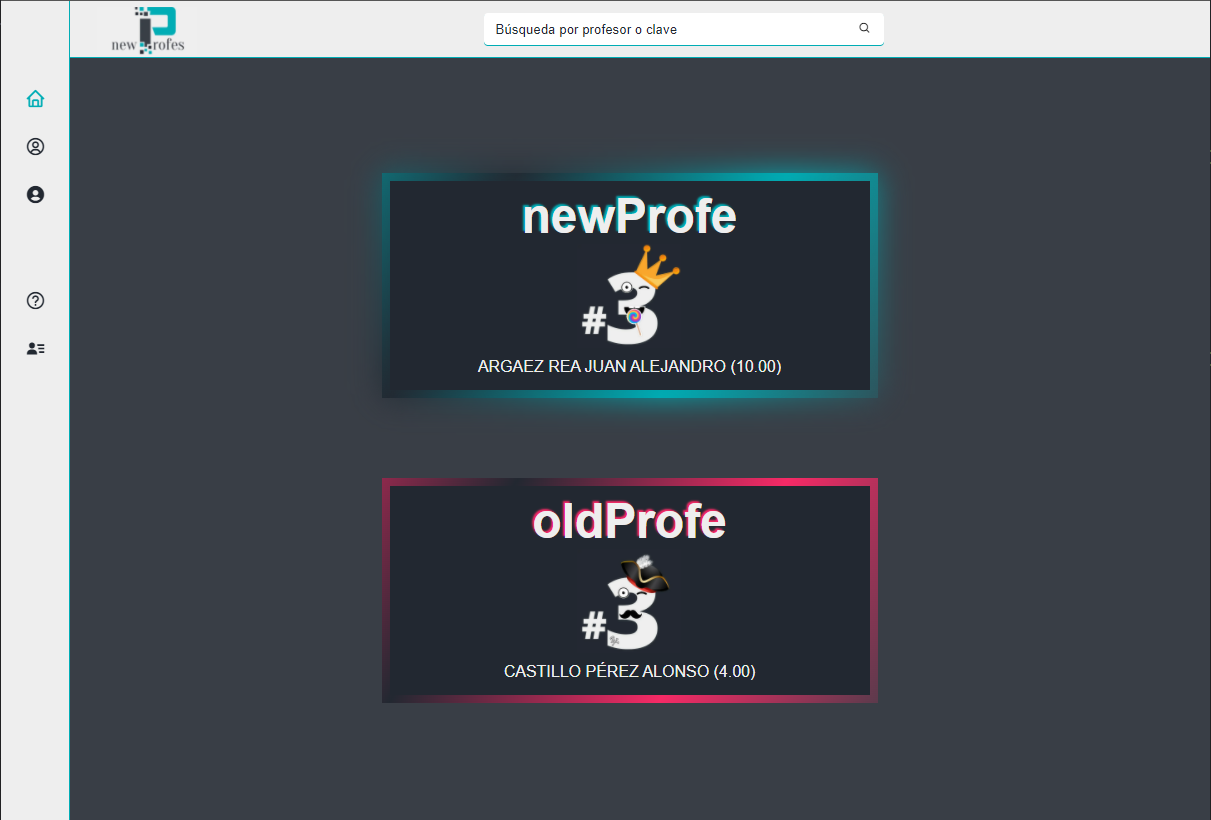 newProfes
Búsqueda por profesor o clave
newProfe
#3
ARGAEZ REA JUAN ALEJANDRO (10.00)
oldProfe
#3
CASTILLO PÉREZ ALONSO (4.00)